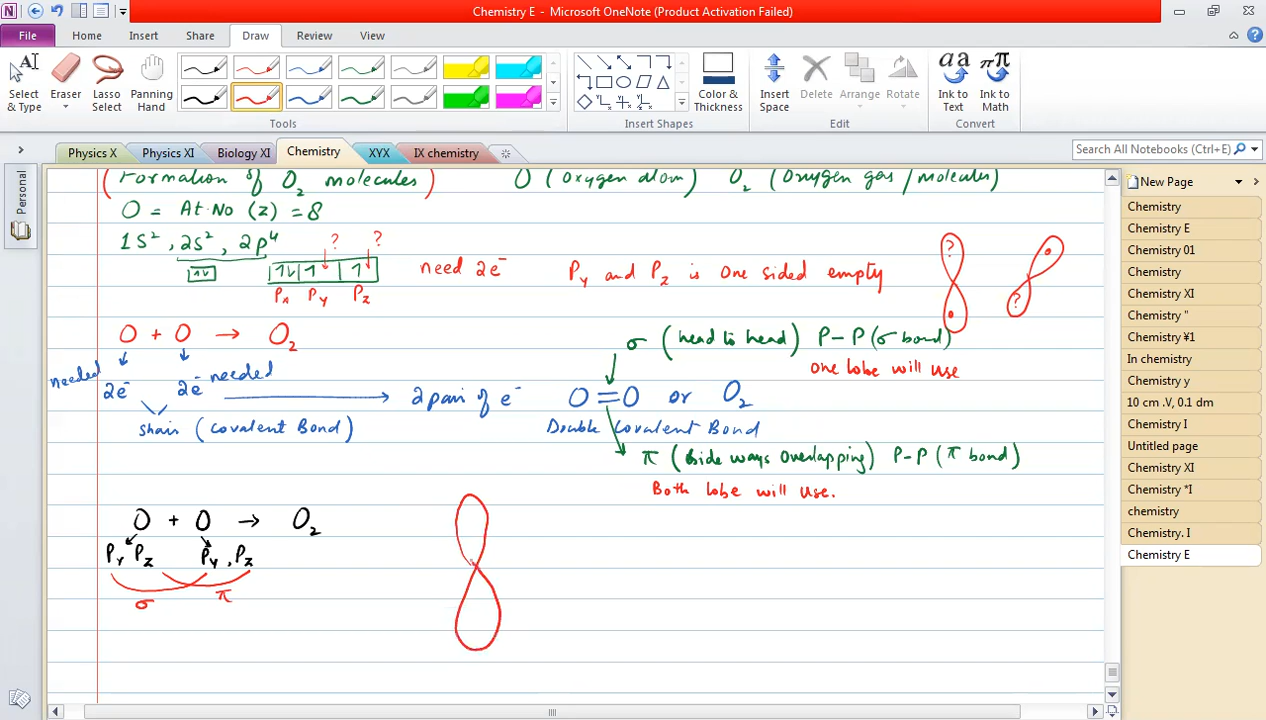 Chemistry E - Microsoft OneNote (Product Activation Failed)
File Home Insert Share Draw Review View
Select & Type Eraser Lasso Select Panning Hand Color & Thickness Insert Space Delete Arrange Rotate Ink to Text Ink to Math
Tools Insert Shapes Edit Convert
Physics X Physics XI Biology XI Chemistry XYX IX chemistry Search All Notebooks (Ctrl+E)
Personal
New Page
Chemistry
Chemistry E
Chemistry 01
Chemistry
Chemistry XI
Chemistry "
Chemistry ¥1
In chemistry
Chemistry y
10 cm .V, 0.1 dm
Chemistry I
Untitled page
Chemistry XI
Chemistry *I
chemistry
Chemistry. I
Chemistry E
(Formation of O₂ molecules) O (Oxygen atom) O₂ (Oxygen gas/molecules)
O = At.No (z) = 8
1S², 2S², 2p⁴ ? ?
1↓ 1↓ 1 1 need 2e⁻ Py and Pz is one sided empty ? ?
Px Py Pz
O + O → O₂ σ (head to head) P-P (σ bond)
One lobe will use
needed 2e⁻ 2e⁻ needed → 2 pair of e⁻ O=O or O₂
shair (Covalent Bond) Double Covalent Bond
π (Side ways Overlapping) P-P (π bond)
Both lobe will use.
O + O → O₂
Py Pz Py, Pz
σ π